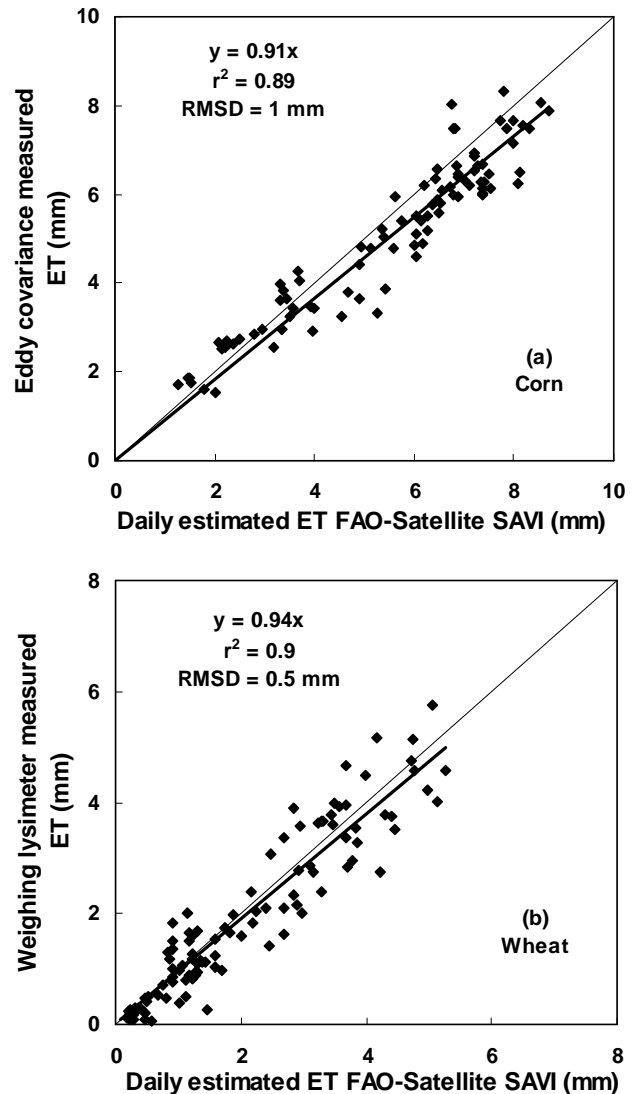 10
y = 0.91x
r² = 0.89
RMSD = 1 mm
8
6
4
2
0
Eddy covariance measured
ET (mm)
(a)
Corn
0 2 4 6 8 10
Daily estimated ET FAO-Satellite SAVI (mm)
8
y = 0.94x
r² = 0.9
RMSD = 0.5 mm
6
4
2
0
Weighing lysimeter measured
ET (mm)
(b)
Wheat
0 2 4 6 8
Daily estimated ET FAO-Satellite SAVI (mm)